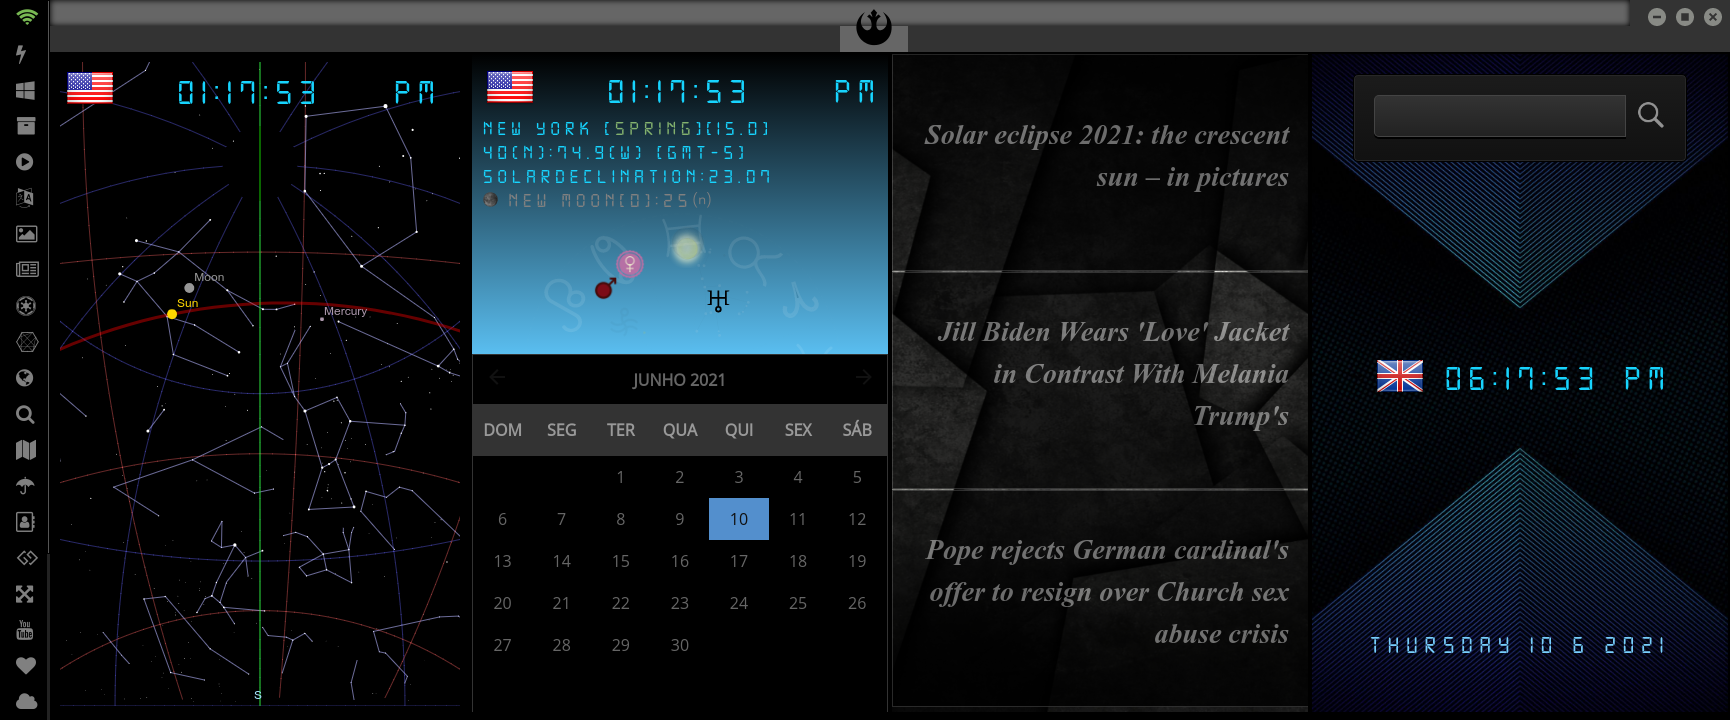 01:17:53 PM
Moon
Sun
Mercury
S
01:17:53 PM
NEW YORK [SPRING][15.0]
40(N):74.9(W) [GMT-5]
SOLARDECLINATION:23.07
NEW MOON[0]:25(n)
JUNHO 2021
DOM SEG TER QUA QUI SEX SÁB
1 2 3 4 5
6 7 8 9 10 11 12
13 14 15 16 17 18 19
20 21 22 23 24 25 26
27 28 29 30
Solar eclipse 2021: the crescent
sun – in pictures
Jill Biden Wears 'Love' Jacket
in Contrast With Melania
Trump's
Pope rejects German cardinal's
offer to resign over Church sex
abuse crisis
06:17:53 PM
THURSDAY 10 6 2021
You
Tube